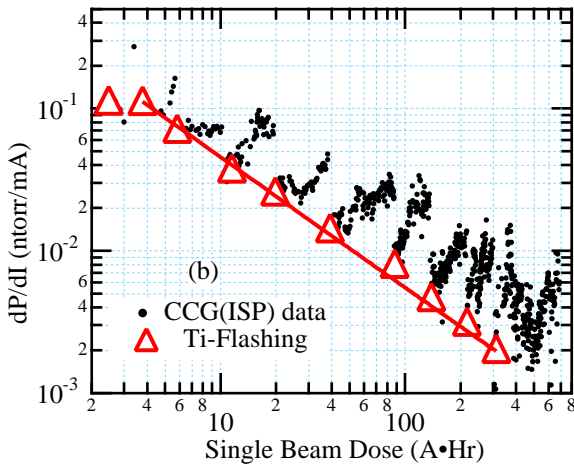 4
2
10⁻¹
6
4
2
10⁻²
6
4
2
10⁻³
dP/dI (ntorr/mA)
(b)
CCG(ISP) data
Ti-Flashing
2 4 6 8 10 2 4 6 8 100 2 4 6 8
Single Beam Dose (A•Hr)